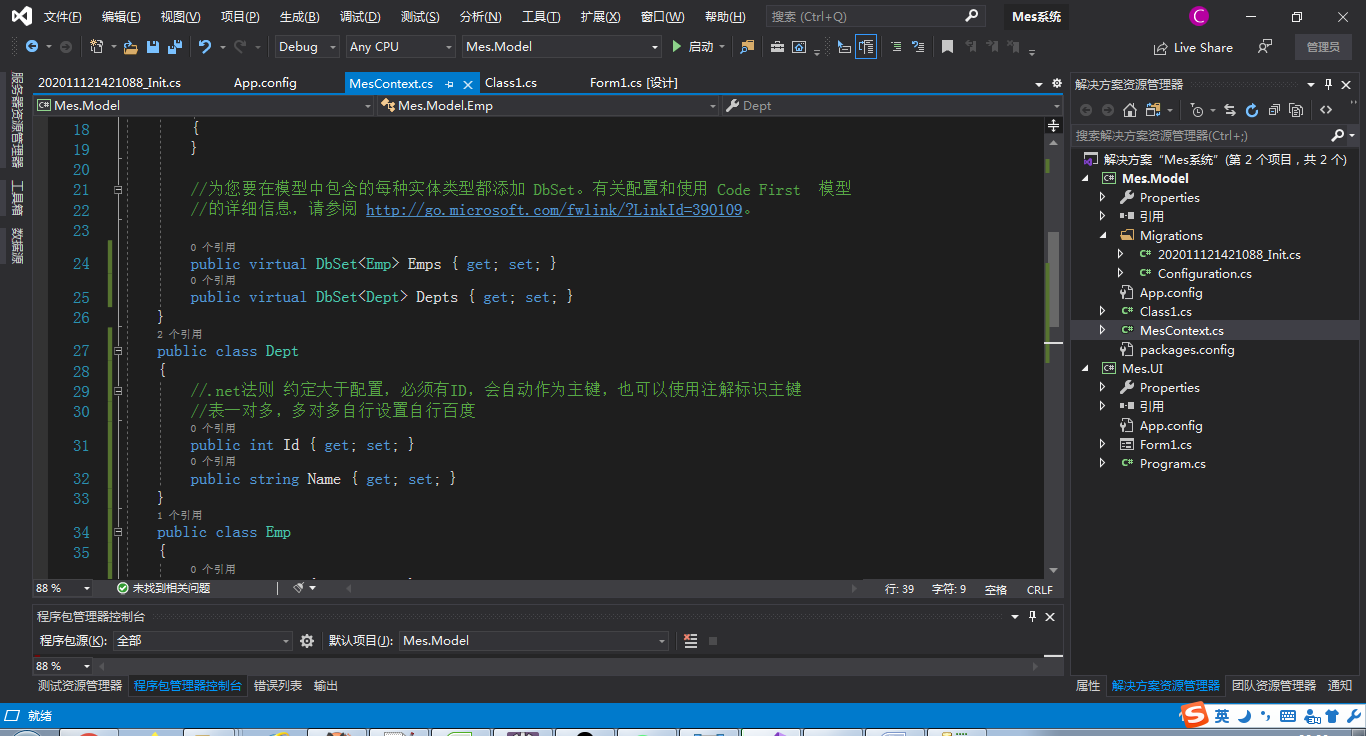 文件(F) 编辑(E) 视图(V) 项目(P) 生成(B) 调试(D) 测试(S) 分析(N) 工具(T) 扩展(X) 窗口(W) 帮助(H) 搜索 (Ctrl+Q) Mes系统 C
Debug Any CPU Mes.Model 启动 Live Share 管理员
服务器资源管理器
工具箱
数据源
202011121421088_Init.cs App.config MesContext.cs Class1.cs Form1.cs [设计]
Mes.Model Mes.Model.Emp Dept
18 {
19 }
20
21 //为您要在模型中包含的每种实体类型都添加 DbSet。有关配置和使用 Code First  模型
22 //的详细信息，请参阅 http://go.microsoft.com/fwlink/?LinkId=390109。
23
0 个引用
24 public virtual DbSet<Emp> Emps { get; set; }
0 个引用
25 public virtual DbSet<Dept> Depts { get; set; }
26 }
2 个引用
27 public class Dept
28 {
29 //.net法则 约定大于配置，必须有ID，会自动作为主键，也可以使用注解标识主键
30 //表一对多，多对多自行设置自行百度
0 个引用
31 public int Id { get; set; }
0 个引用
32 public string Name { get; set; }
33 }
1 个引用
34 public class Emp
35 {
0 个引用
88 % 未找到相关问题 行: 39 字符: 9 空格 CRLF
程序包管理器控制台
程序包源(K): 全部 默认项目(J): Mes.Model
88 %
测试资源管理器 程序包管理器控制台 错误列表 输出
解决方案资源管理器
搜索解决方案资源管理器(Ctrl+;)
解决方案“Mes系统”(第 2 个项目，共 2 个)
Mes.Model
Properties
引用
Migrations
202011121421088_Init.cs
Configuration.cs
App.config
Class1.cs
MesContext.cs
packages.config
Mes.UI
Properties
引用
App.config
Form1.cs
Program.cs
属性 解决方案资源管理器 团队资源管理器 通知
就绪
S 英